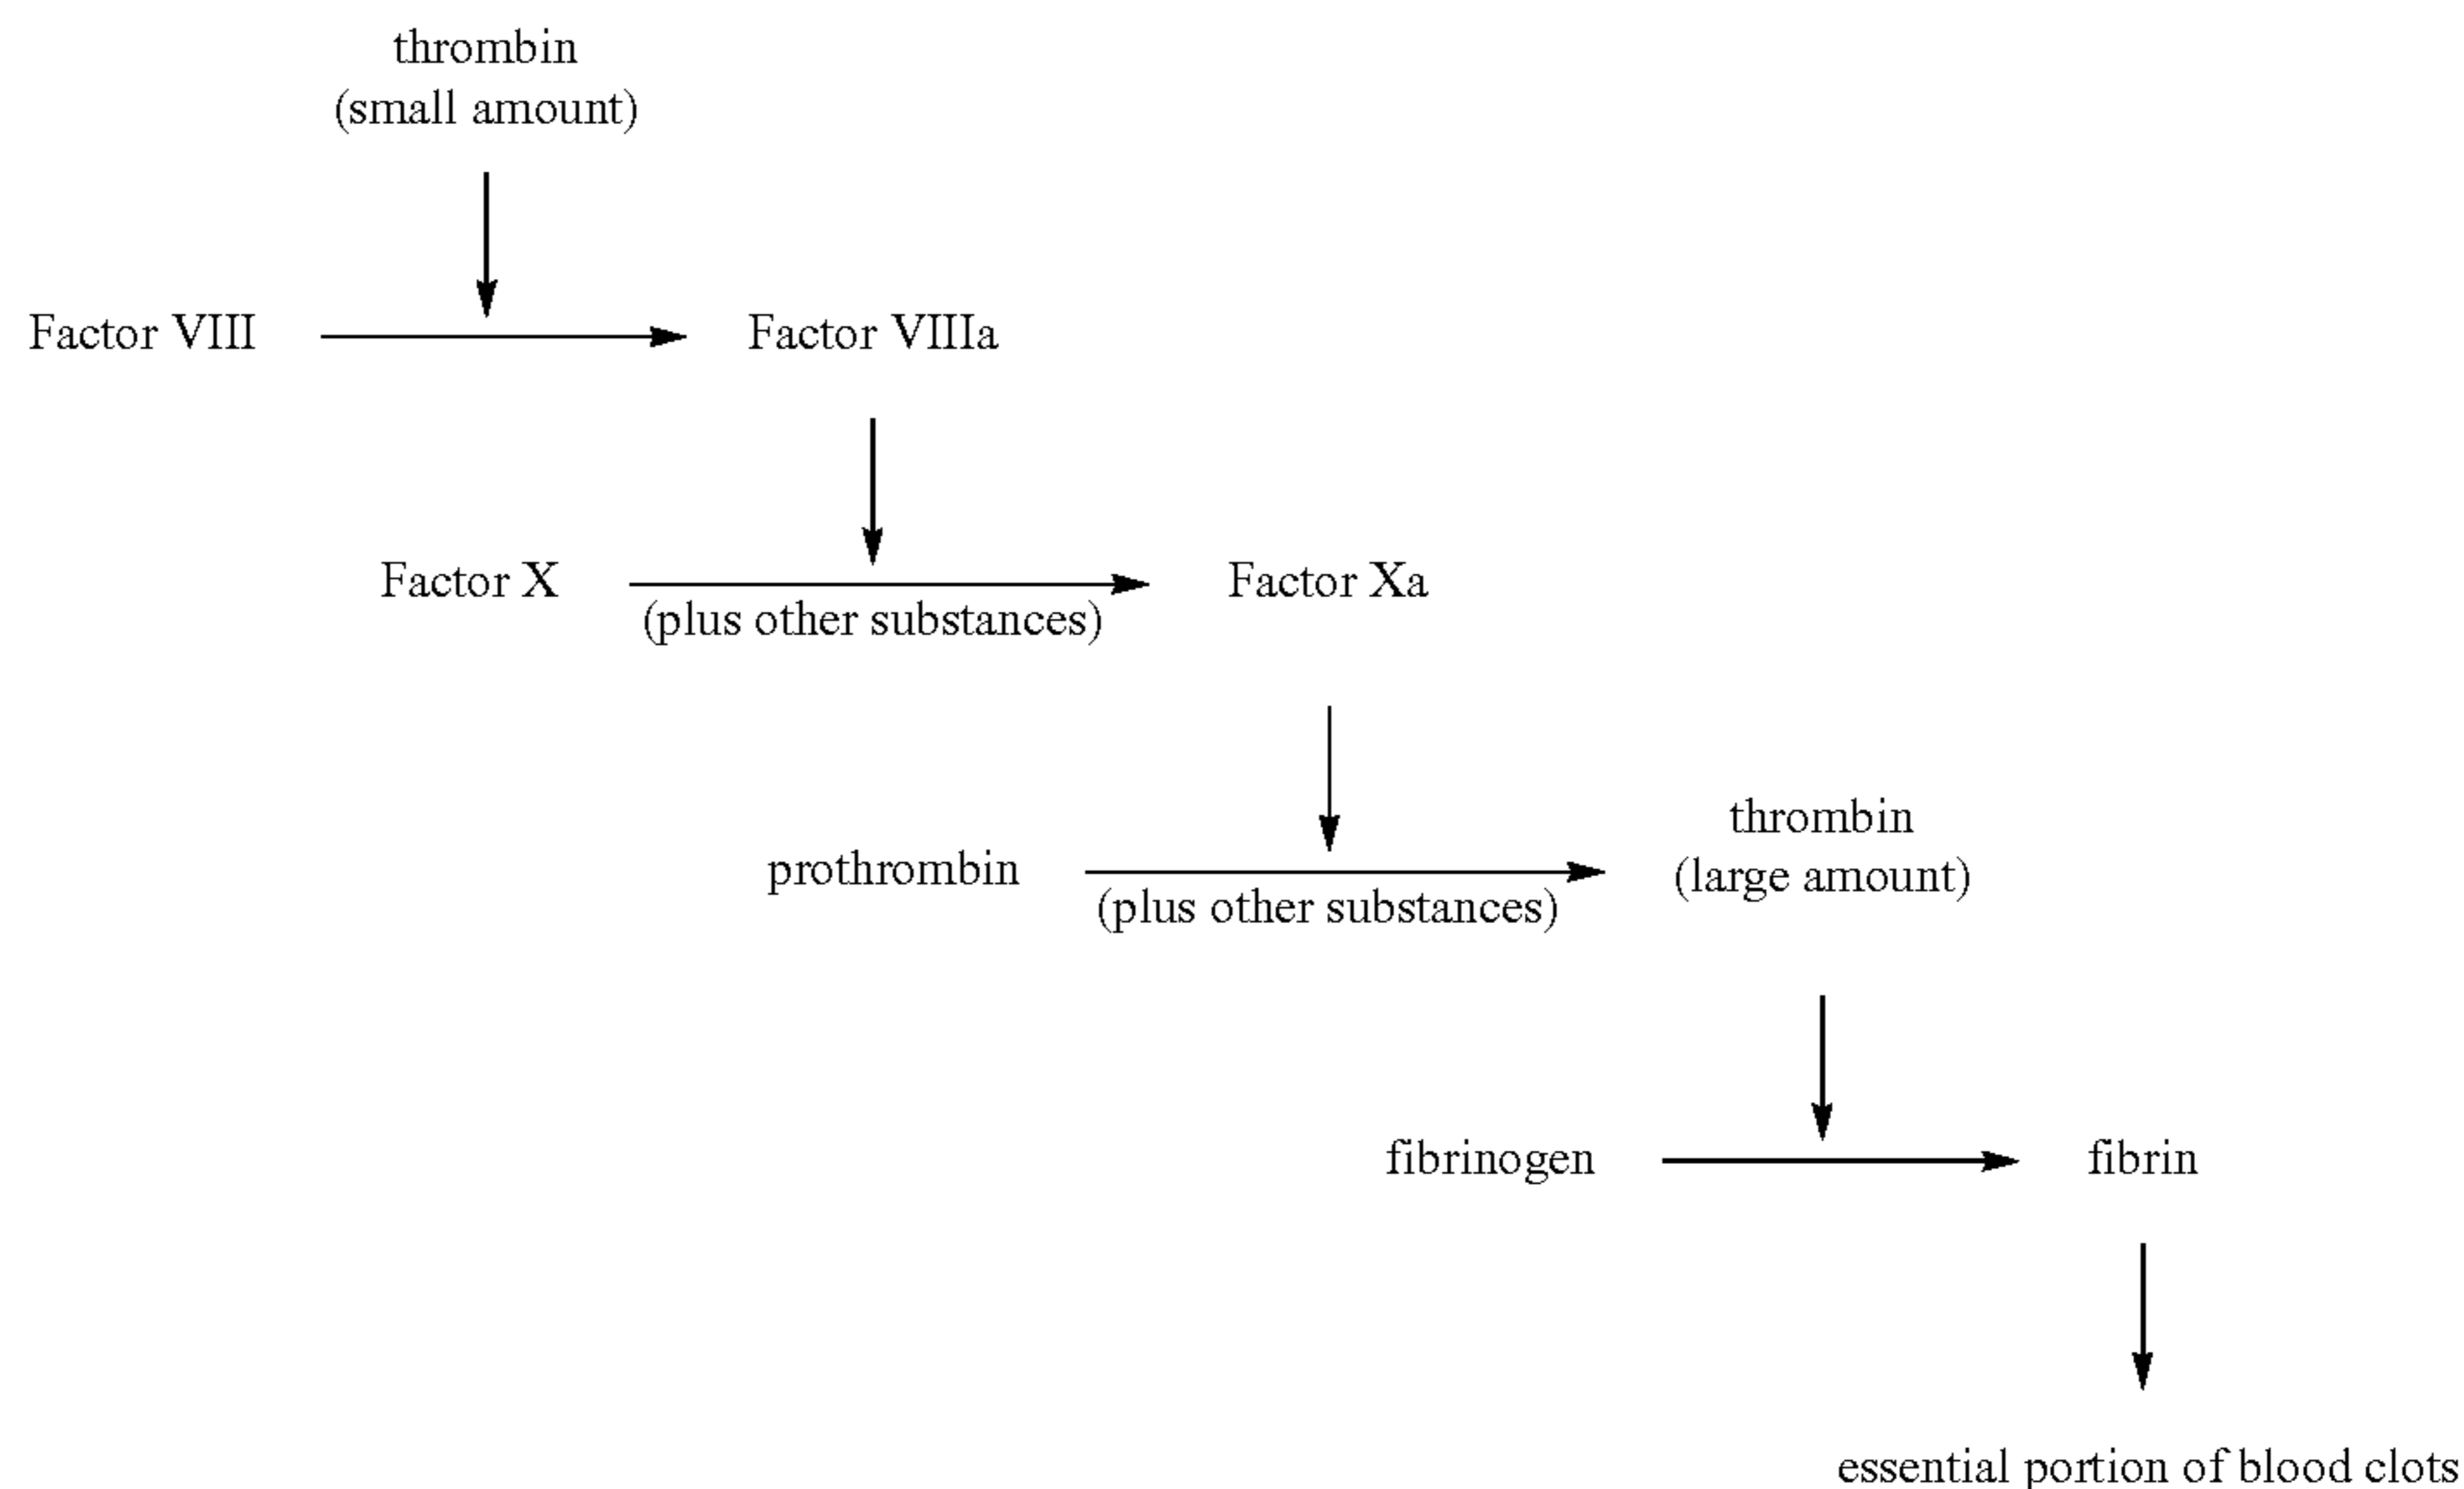 thrombin
(small amount)
Factor VIII
Factor VIIIa
Factor X
(plus other substances)
Factor Xa
prothrombin
(plus other substances)
thrombin
(large amount)
fibrinogen
fibrin
essential portion of blood clots